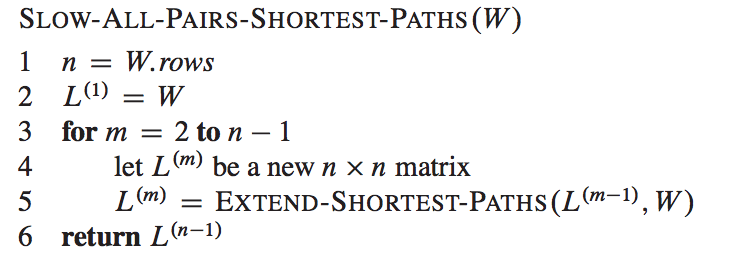 SLOW-ALL-PAIRS-SHORTEST-PATHS(W)
1 n = W.rows
2 L^(1) = W
3 for m = 2 to n − 1
4 let L^(m) be a new n × n matrix
5 L^(m) = EXTEND-SHORTEST-PATHS(L^(m−1), W)
6 return L^(n−1)